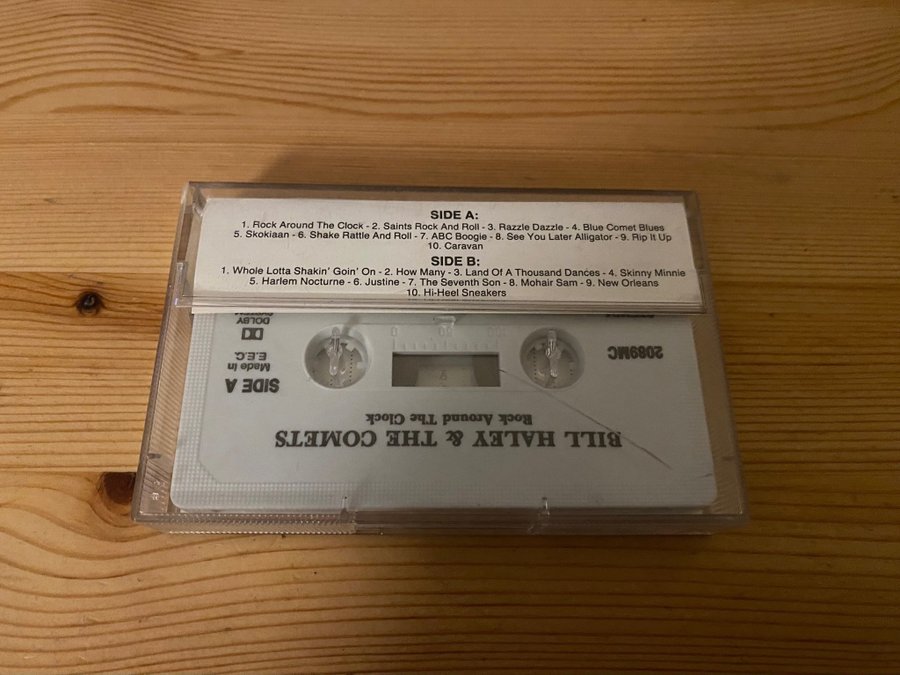 SIDE A:
1. Rock Around The Clock - 2. Saints Rock And Roll - 3. Razzle Dazzle - 4. Blue Comet Blues
5. Skokiaan - 6. Shake Rattle And Roll - 7. ABC Boogie - 8. See You Later Alligator - 9. Rip It Up
10. Caravan
SIDE B:
1. Whole Lotta Shakin' Goin' On - 2. How Many - 3. Land Of A Thousand Dances - 4. Skinny Minnie
5. Harlem Nocturne - 6. Justine - 7. The Seventh Son - 8. Mohair Sam - 9. New Orleans
10. Hi-Heel Sneakers
BILL HALEY & THE COMETS
Rock Around The Clock
SIDE A
Made in
E.E.C.
DOLBY
SYSTEM
2089MC